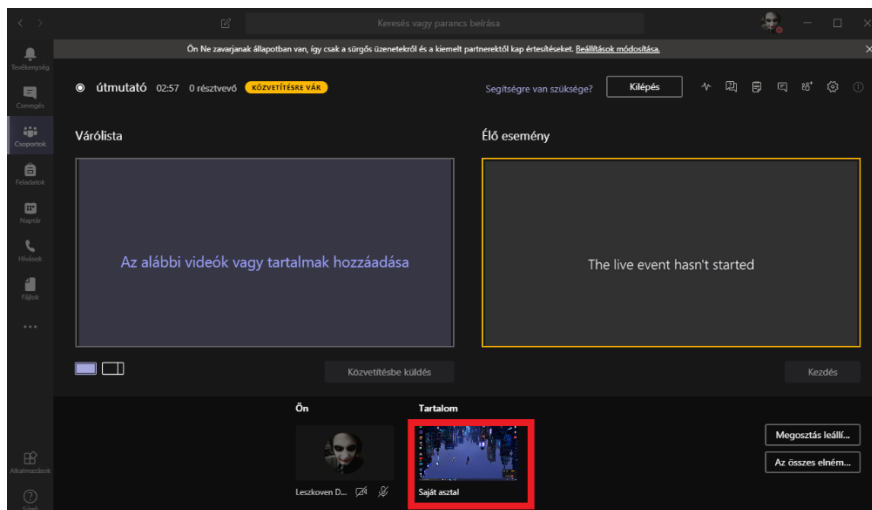 Keresés vagy parancs beírása
Ön Ne zavarjanak állapotban van, így csak a sürgős üzenetekről és a kiemelt partnerektől kap értesítéseket. Beállítások módosítása.
Tevékenység
Csevegés
Csoportok
Feladatok
Naptár
Hívások
Fájlok
Alkalmazások
Súgó
útmutató 02:57 0 résztvevő KÖZVETÍTÉSRE VÁR
Segítségre van szüksége? Kilépés
Várólista
Élő esemény
Az alábbi videók vagy tartalmak hozzáadása
The live event hasn't started
Közvetítésbe küldés
Kezdés
Ön
Tartalom
Leszkoven D...
Saját asztal
Megosztás leállí...
Az összes elném...